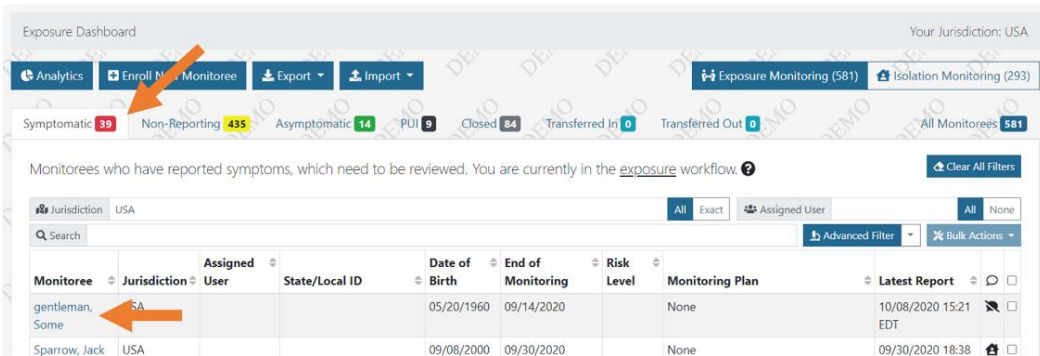 Exposure Dashboard Your Jurisdiction: USA
Analytics Enroll N Monitoree Export Import Exposure Monitoring (581) Isolation Monitoring (293)
Symptomatic 39 Non-Reporting 435 Asymptomatic 14 PUI 9 Closed 84 Transferred In 0 Transferred Out 0 All Monitorees 581
Monitorees who have reported symptoms, which need to be reviewed. You are currently in the exposure workflow.
Clear All Filters
Jurisdiction USA All Exact Assigned User All None
Search Advanced Filter Bulk Actions
Monitoree Jurisdiction Assigned User State/Local ID Date of Birth End of Monitoring Risk Level Monitoring Plan Latest Report
gentleman, Some USA 05/20/1960 09/14/2020 None 10/08/2020 15:21 EDT
Sparrow, Jack USA 09/08/2000 09/30/2020 None 09/30/2020 18:38
DEMO